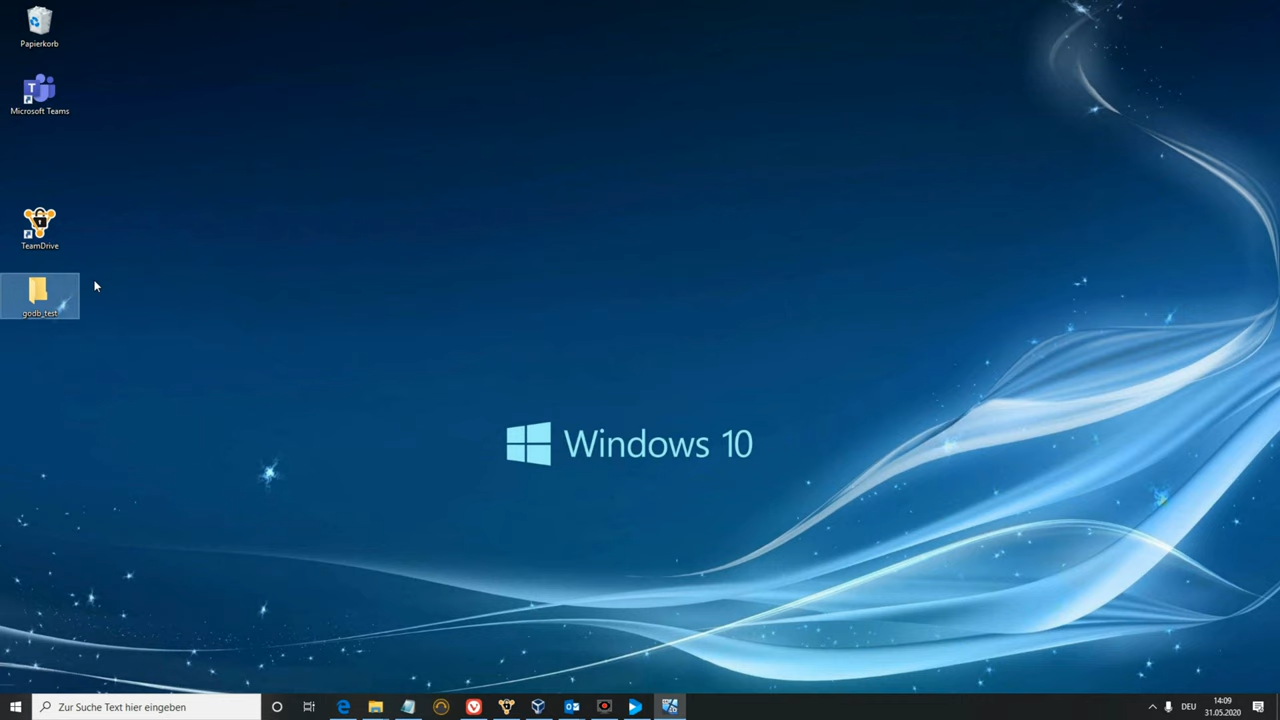 Papierkorb
Microsoft Teams
TeamDrive
godb_test
Windows 10
Zur Suche Text hier eingeben
DEU
14:09
31.05.2020